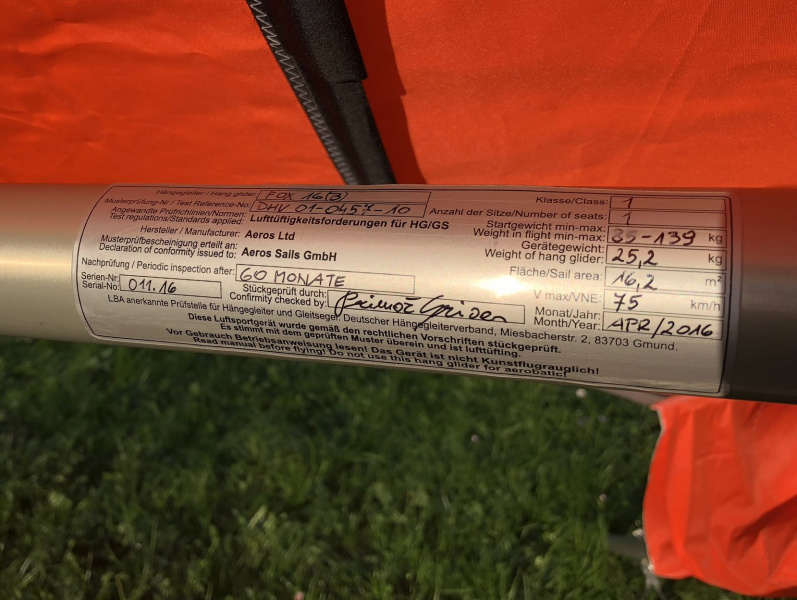 Hängegleiter / Hang glider: FOX 16(3)
Musterprüfung-Nr / Test Reference-No: DHV 01-0457-10
Angewandte Prüfrichlinien/Normen:
Test regulations/Standards applied: Lufttüftigkeitsforderungen für HG/GS
Hersteller / Manufacturer: Aeros Ltd
Musterprüfbescheinigung erteilt an:
Declaration of conformity issued to: Aeros Sails GmbH
Nachprüfung / Periodic inspection after: 60 MONATE
Serien-Nr:
Serial-No: 011.16
Stückgeprüft durch:
Confirmity checked by:
Klasse/Class: 1
Anzahl der Sitze/Number of seats: 1
Startgewicht min-max:
Weight in flight min-max: -139 kg
Gerätegewicht:
Weight of hang glider: 25,2 kg
Fläche/Sail area: 16,2 m²
V max/VNE: 75 km/h
Monat/Jahr:
Month/Year: APR/2016
LBA anerkannte Prüfstelle für Hängegleiter und Gleitsegel, Deutscher Hängegleiterverband, Miesbacherstr. 2, 83703 Gmund.
Diese Luftsportgerät wurde gemäß den rechtlichen Vorschriften stückgeprüft.
Es stimmt mit dem geprüften Muster überein und ist lufttüftig.
Vor Gebrauch Betriebsanweisung lesen! Das Gerät ist nicht Kunstflugrauglich!
Read manual before flying! Do not use this hang glider for aerobatic!